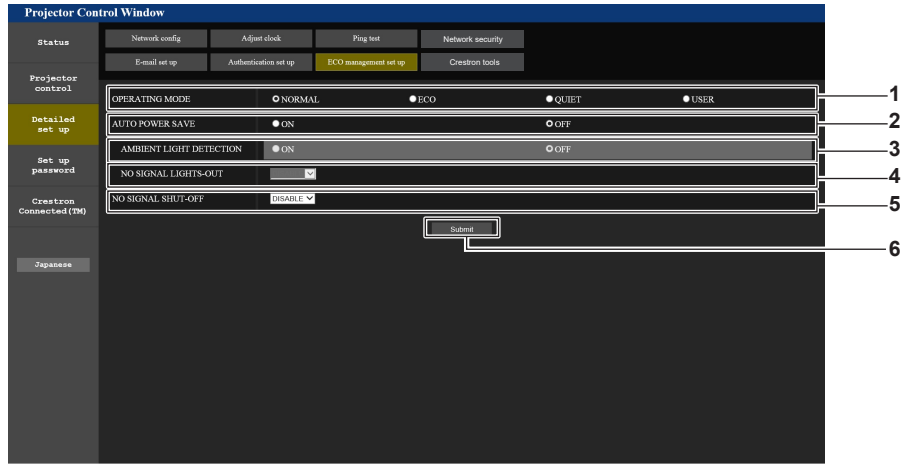 Projector Control Window
Status
Projector
control
Detailed
set up
Set up
password
Crestron
Connected(TM)
Japanese
Network config
Adjust clock
Ping test
Network security
E-mail set up
Authentication set up
ECO management set up
Crestron tools
OPERATING MODE
NORMAL
ECO
QUIET
USER
1
AUTO POWER SAVE
ON
OFF
2
AMBIENT LIGHT DETECTION
ON
OFF
3
NO SIGNAL LIGHTS-OUT
4
NO SIGNAL SHUT-OFF
DISABLE
5
Submit
6